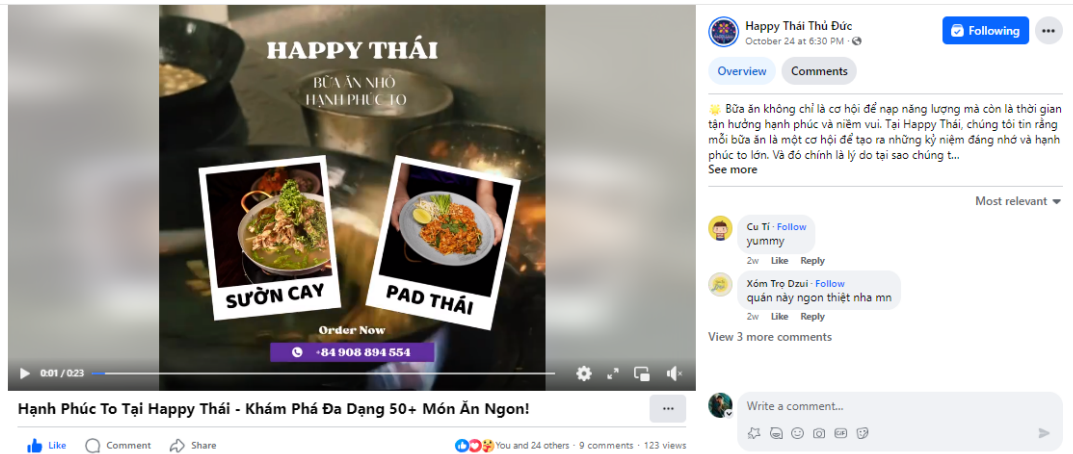 HAPPY THÁI
BỮA ĂN NHỎ
HẠNH PHÚC TO
SƯỜN CAY
PAD THÁI
Order Now
+84 908 894 554
0:01 / 0:23
Hạnh Phúc To Tại Happy Thái - Khám Phá Đa Dạng 50+ Món Ăn Ngon!
Like
Comment
Share
You and 24 others · 9 comments · 123 views
Happy Thái Thủ Đức
October 24 at 6:30 PM ·
Following
Overview
Comments
Bữa ăn không chỉ là cơ hội để nạp năng lượng mà còn là thời gian
tận hưởng hạnh phúc và niềm vui. Tại Happy Thái, chúng tôi tin rằng
mỗi bữa ăn là một cơ hội để tạo ra những kỷ niệm đáng nhớ và hạnh
phúc to lớn. Và đó chính là lý do tại sao chúng t...
See more
Most relevant
Cu Tí · Follow
yummy
2w Like Reply
Xóm Trọ Dzui · Follow
quán này ngon thiệt nha mn
2w Like Reply
View 3 more comments
Write a comment...
GIF